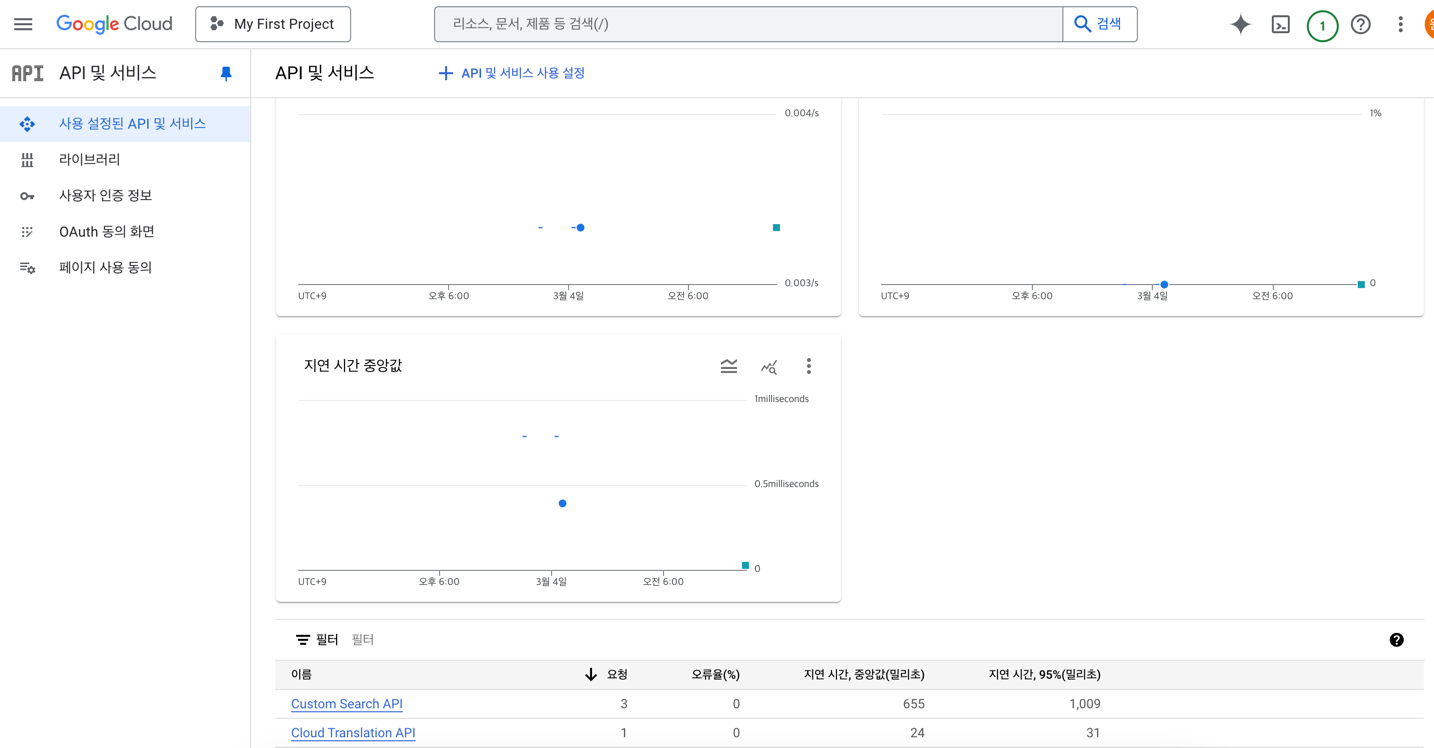 Google Cloud
My First Project
리소스, 문서, 제품 등 검색(/)
검색
1
API
API 및 서비스
API 및 서비스
API 및 서비스 사용 설정
사용 설정된 API 및 서비스
라이브러리
사용자 인증 정보
OAuth 동의 화면
페이지 사용 동의
0.004/s
0.003/s
UTC+9 오후 6:00 3월 4일 오전 6:00
1%
0
UTC+9 오후 6:00 3월 4일 오전 6:00
지연 시간 중앙값
1milliseconds
0.5milliseconds
0
UTC+9 오후 6:00 3월 4일 오전 6:00
필터 필터
이름 요청 오류율(%) 지연 시간, 중앙값(밀리초) 지연 시간, 95%(밀리초)
Custom Search API 3 0 655 1,009
Cloud Translation API 1 0 24 31